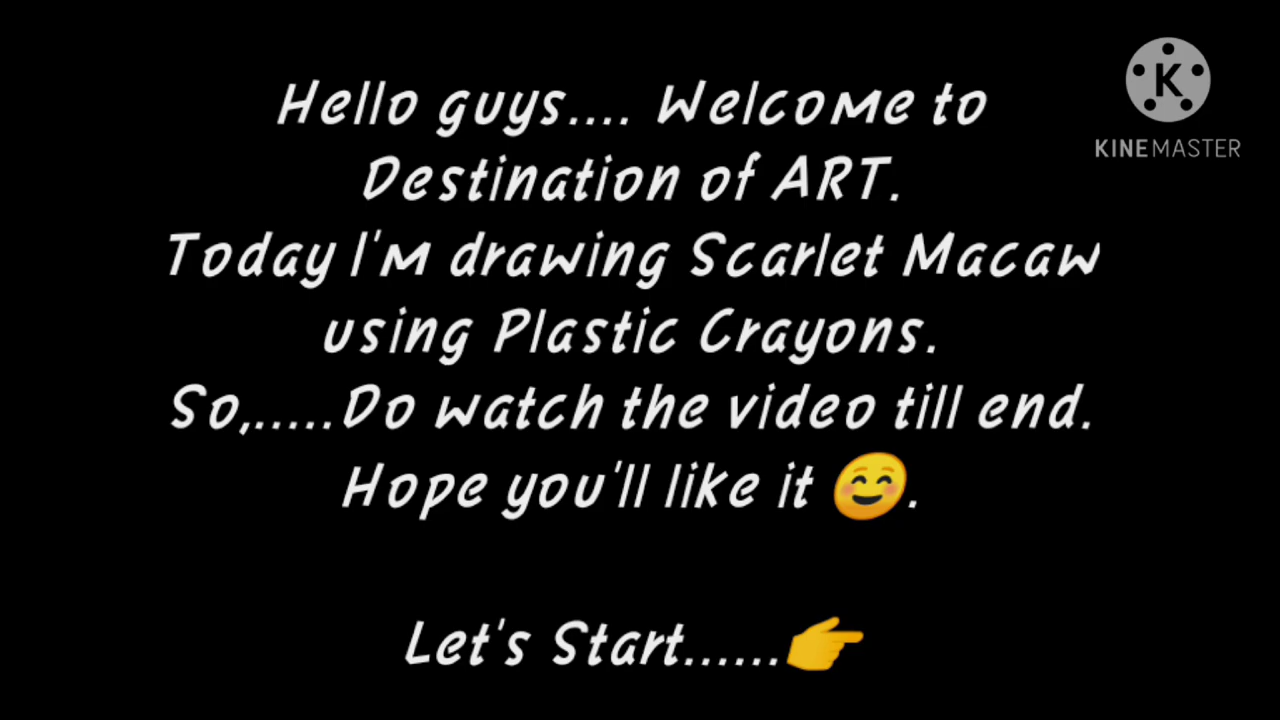 Hello guys.... Welcome to
Destination of ART.
Today I'm drawing Scarlet Macaw
using Plastic Crayons.
So,.....Do watch the video till end.
Hope you'll like it ☺️.
Let's Start......👉
K
KINEMASTER